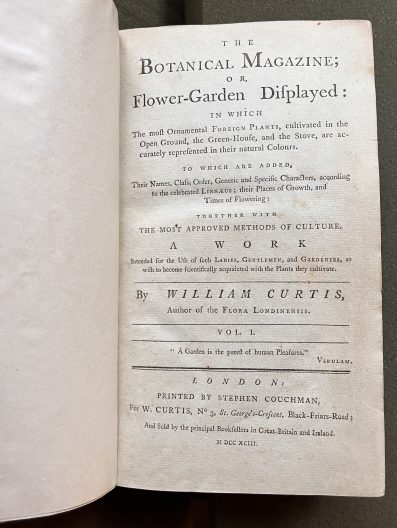 THE
BOTANICAL MAGAZINE;
OR,
Flower-Garden Diſplayed:
IN WHICH
The moſt Ornamental FOREIGN PLANTS, cultivated in the
Open Ground, the Green-Houſe, and the Stove, are ac-
curately repreſented in their natural Colours.
TO WHICH ARE ADDED,
Their Names, Claſs, Order, Generic and Specific Characters, according
to the celebrated LINNÆUS; their Places of Growth, and
Times of Flowering:
TOGETHER WITH
THE MOST APPROVED METHODS OF CULTURE.
A WORK
Intended for the Uſe of ſuch LADIES, GENTLEMEN, and GARDENERS, as
wiſh to become ſcientifically acquainted with the Plants they cultivate.
By WILLIAM CURTIS,
Author of the FLORA LONDINENSIS.
VOL. I.
"A Garden is the pureſt of human Pleaſures."
VERULAM.
LONDON:
PRINTED BY STEPHEN COUCHMAN,
For W. CURTIS, No 3, St. George's-Creſcent, Black-Friars-Road;
And Sold by the principal Bookſellers in Great-Britain and Ireland.
M DCC XCIII.